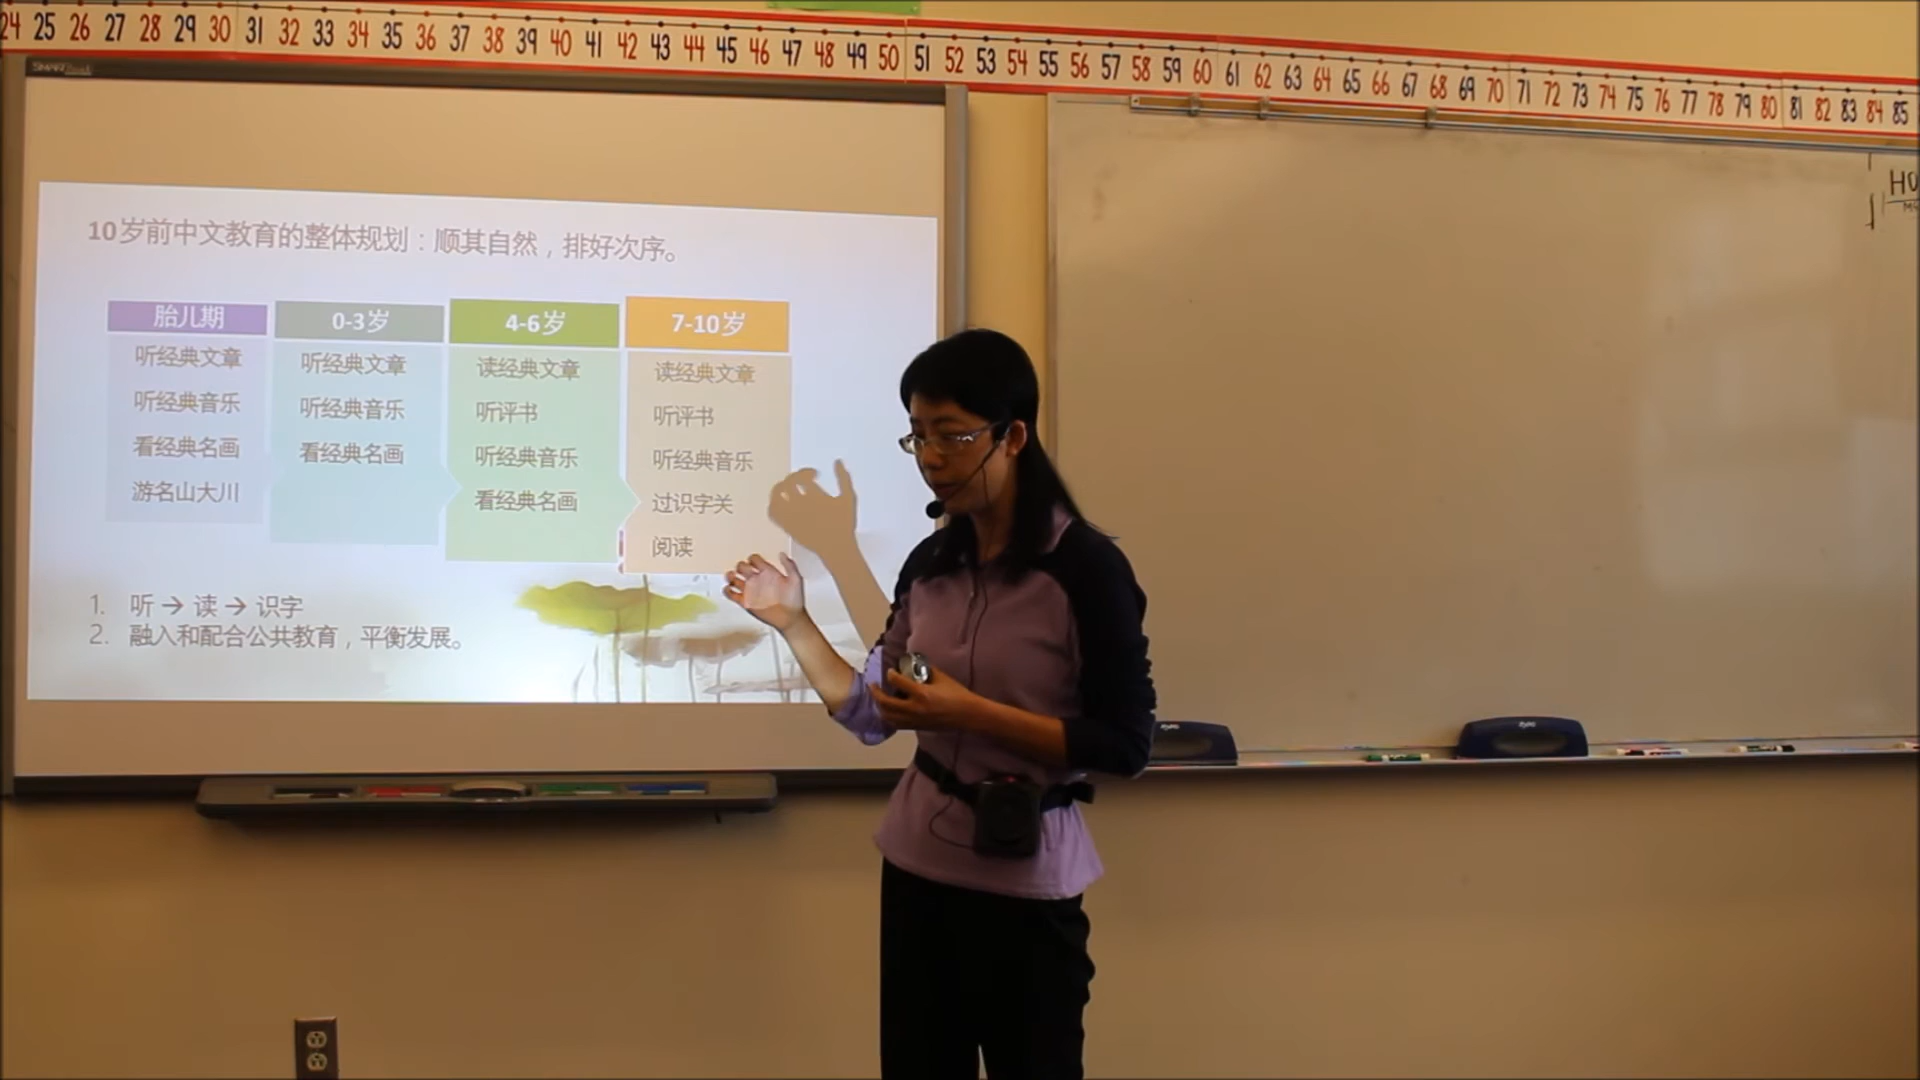 24 25 26 27 28 29 30 31 32 33 34 35 36 37 38 39 40 41 42 43 44 45 46 47 48 49 50 51 52 53 54 55 56 57 58 59 60 61 62 63 64 65 66 67 68 69 70 71 72 73 74 75 76 77 78 79 80 81 82 83 84 85
SMART
10岁前中文教育的整体规划：顺其自然，排好次序。
胎儿期
听经典文章
听经典音乐
看经典名画
游名山大川
0-3岁
听经典文章
听经典音乐
看经典名画
4-6岁
读经典文章
听评书
听经典音乐
看经典名画
7-10岁
读经典文章
听评书
听经典音乐
过识字关
阅读
1. 听 → 读 → 识字
2. 融入和配合公共教育，平衡发展。
HO
EXPO
EXPO